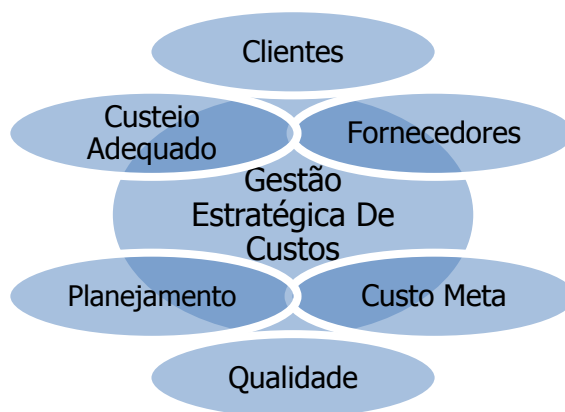 Clientes
Custeio
Adequado
Fornecedores
Gestão
Estratégica De
Custos
Planejamento
Custo Meta
Qualidade